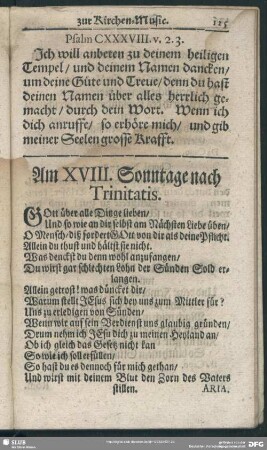 zur Kirchen-Music. 115
Psalm CXXXVIII. v. 2. 3.
Ich will anbeten zu deinem heiligen
Tempel/ und deinem Namen dancken/
um deine Güte und Treue/ denn du hast
deinen Namen über alles herrlich ge-
macht/ durch dein Wort. Wenn ich
dich anruffe/ so erhöre mich/ und gib
meiner Seelen grosse Krafft.
Am XVIII. Sonntage nach
Trinitatis.
GOtt über alle Dinge lieben/
Und so wie an dir selbst am Nächsten Liebe üben/
O Mensch/ diß fordert GOtt von dir als deine Pflicht.
Allein du thust und hältst sie nicht.
Was denckst du denn wohl anzufangen/
Du wirst gar schlechten Lohn der Sünden Sold er-
langen.
Allein getrost! was düncket dir/
Warum stellt JEsus sich bey uns zum Mittler für?
Uns zu erledigen von Sünden/
Wenn wir auf sein Verdienst uns glaubig gründen/
Drum nehm ich JEsu dich zu meinen Heyland an/
Ob ich gleich das Gesetz nicht kan
So wie ich soll erfüllen/
So hast du es dennoch für mich gethan/
Und wirst mit deinem Blut den Zorn des Vaters
stillen. ARIA.
SLUB